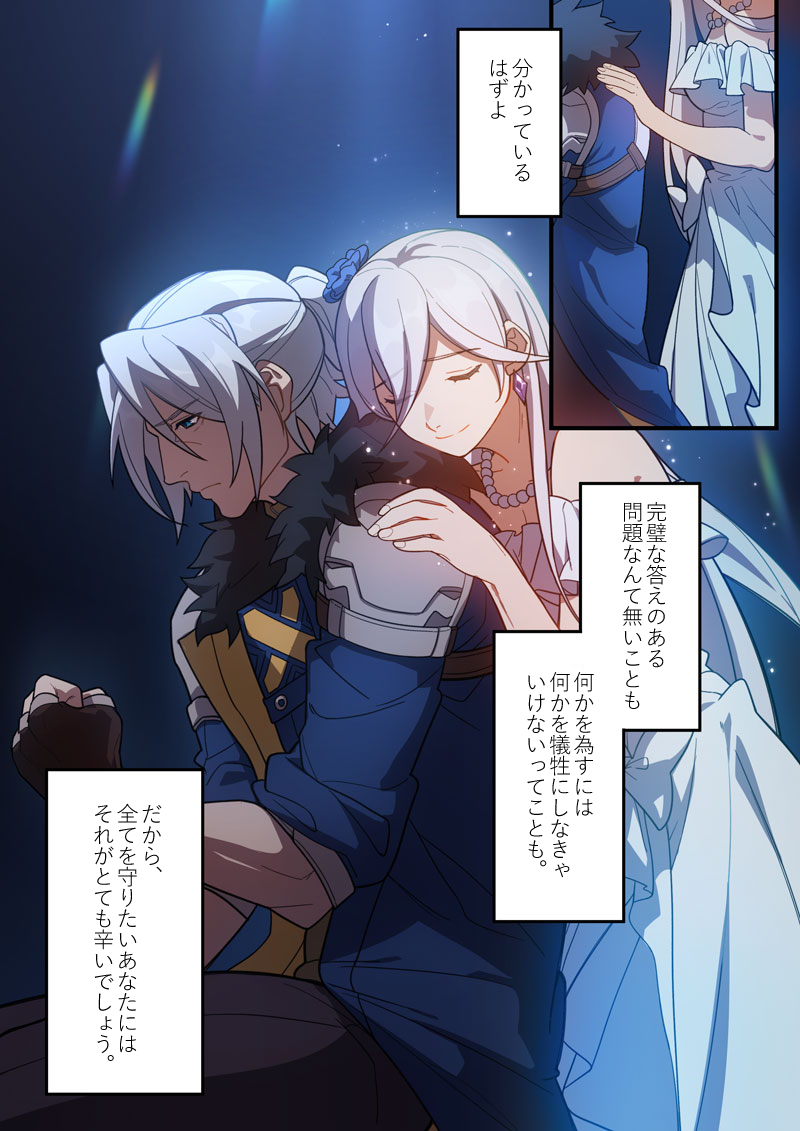 分かっている
はずよ
完璧な答えのある
問題なんて無いことも
何かを為すには
何かを犠牲にしなきゃ
いけないってことも。
だから、
全てを守りたいあなたには
それがとても辛いでしょう。